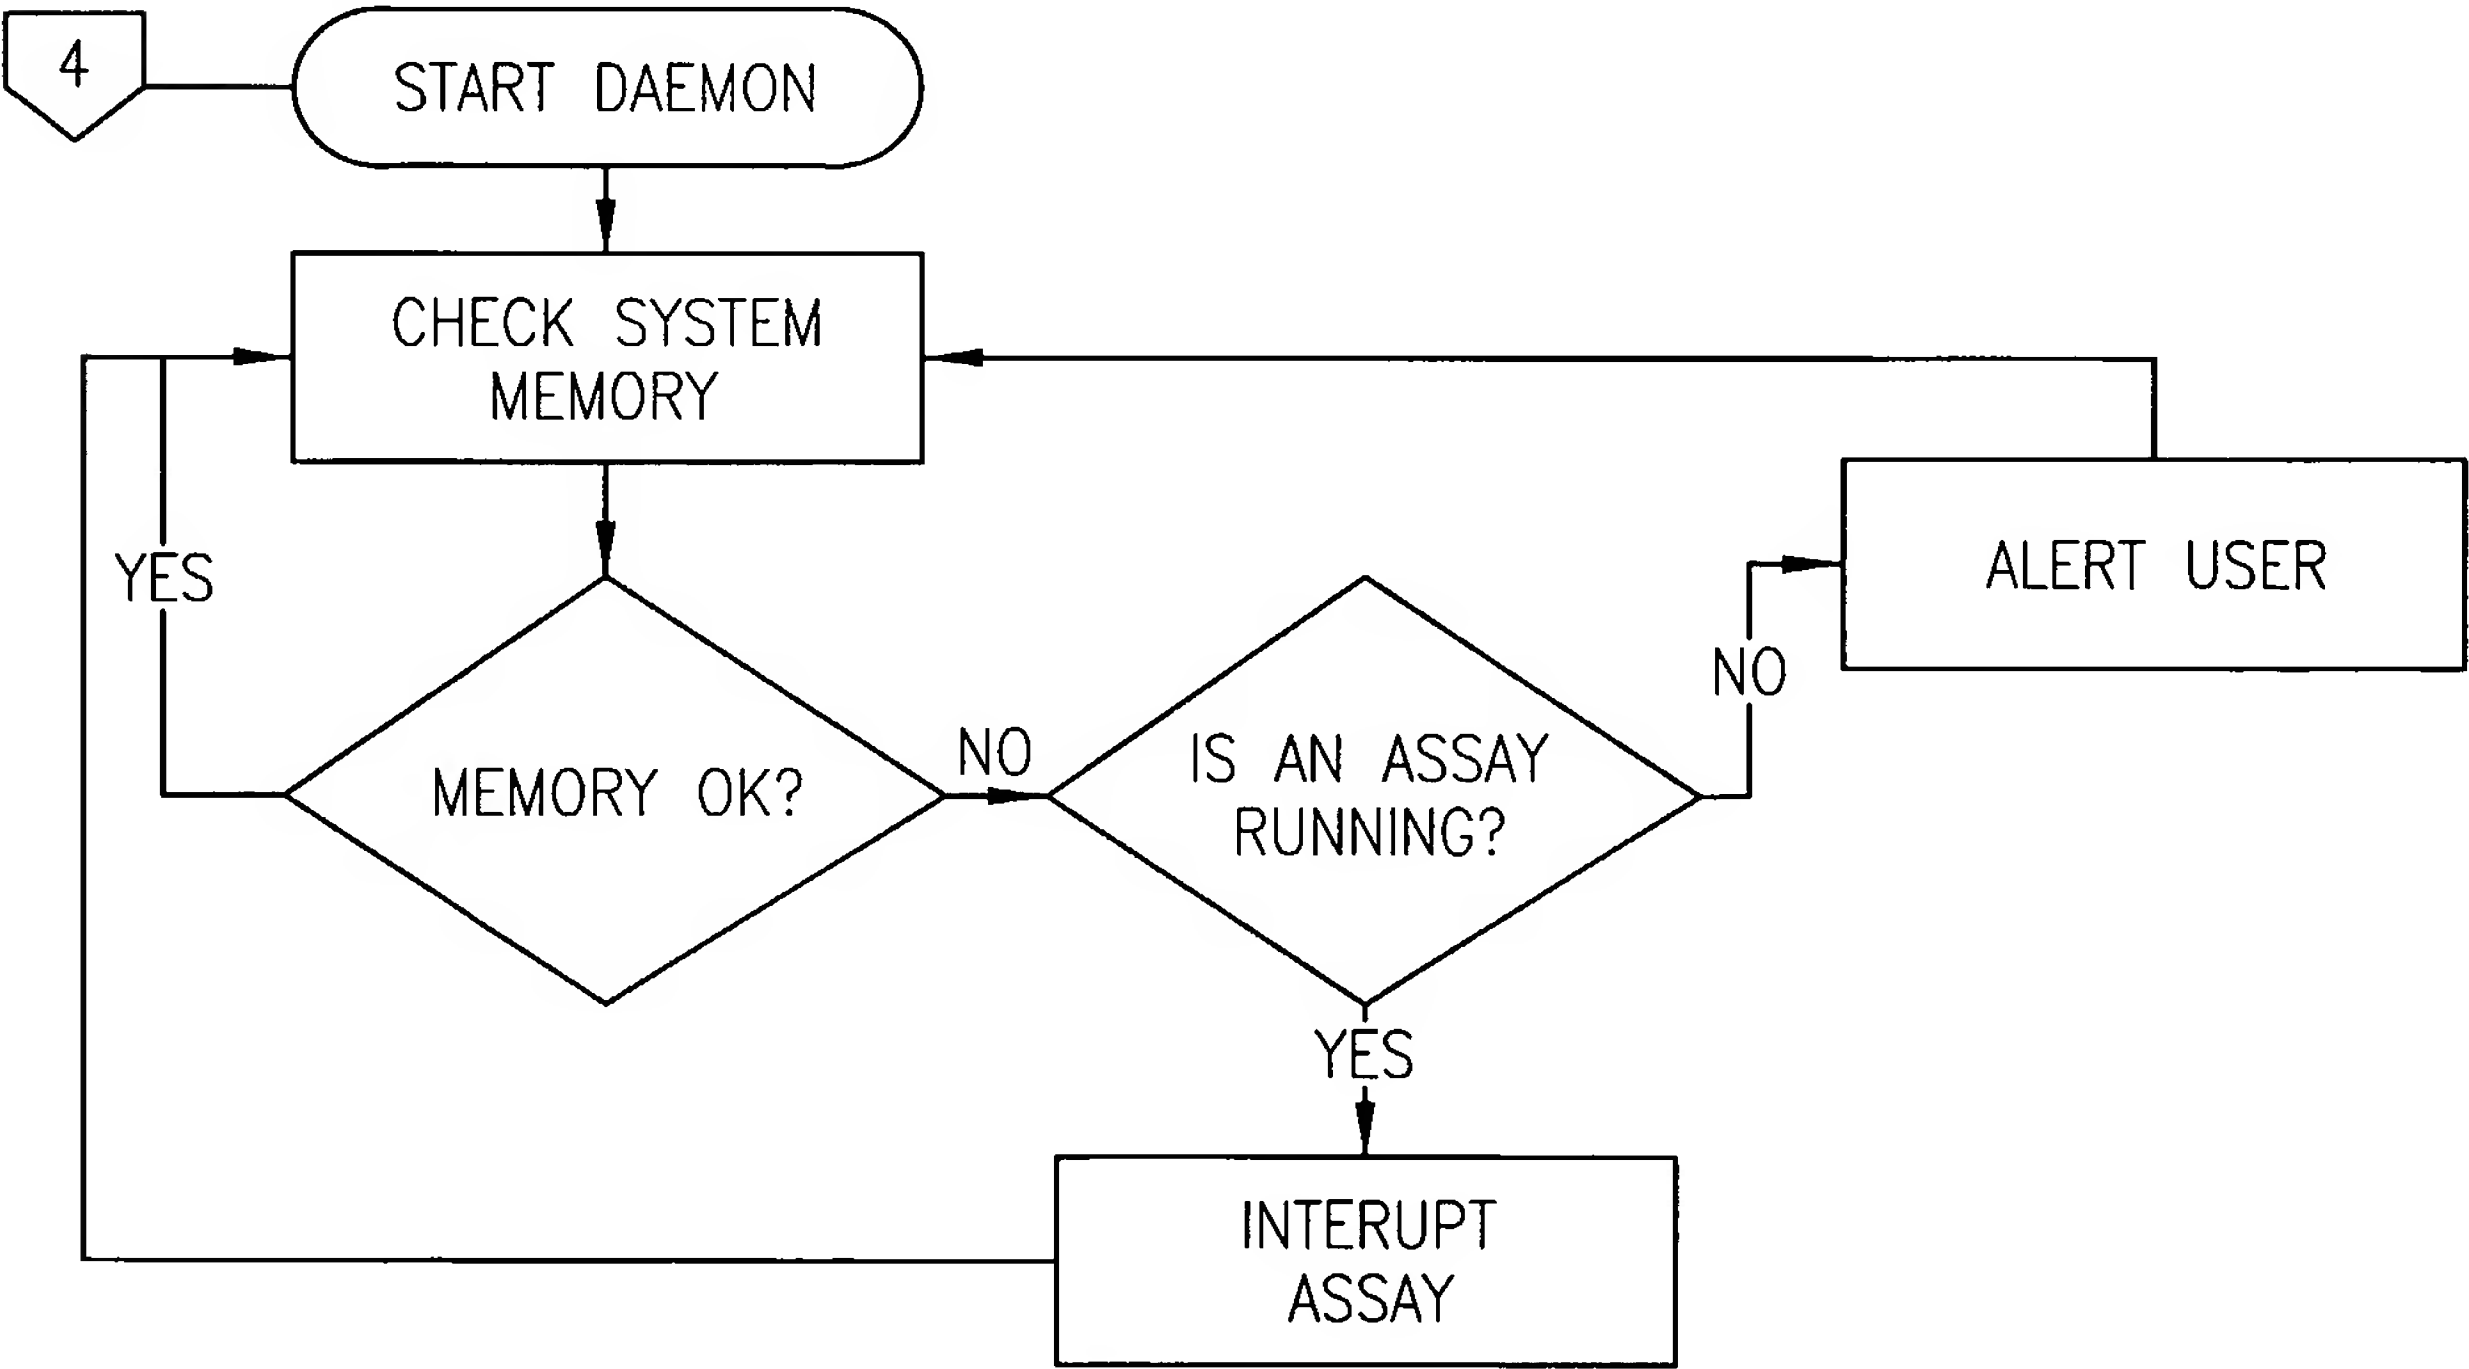 4
START DAEMON
CHECK SYSTEM
MEMORY
YES
MEMORY OK?
NO
IS AN ASSAY
RUNNING?
NO
ALERT USER
YES
INTERUPT
ASSAY